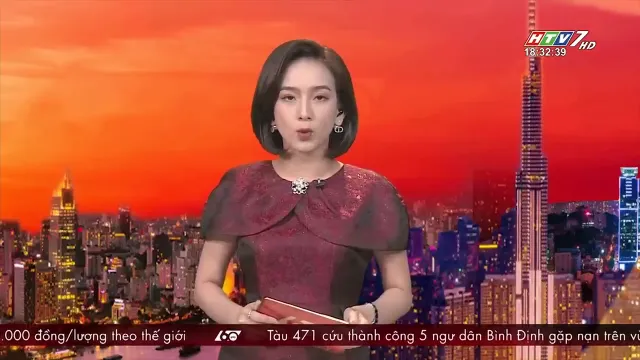 HTV7 HD
18:32:39
.000 đồng/lượng theo thế giới 60 Tàu 471 cứu thành công 5 ngư dân Bình Định gặp nạn trên